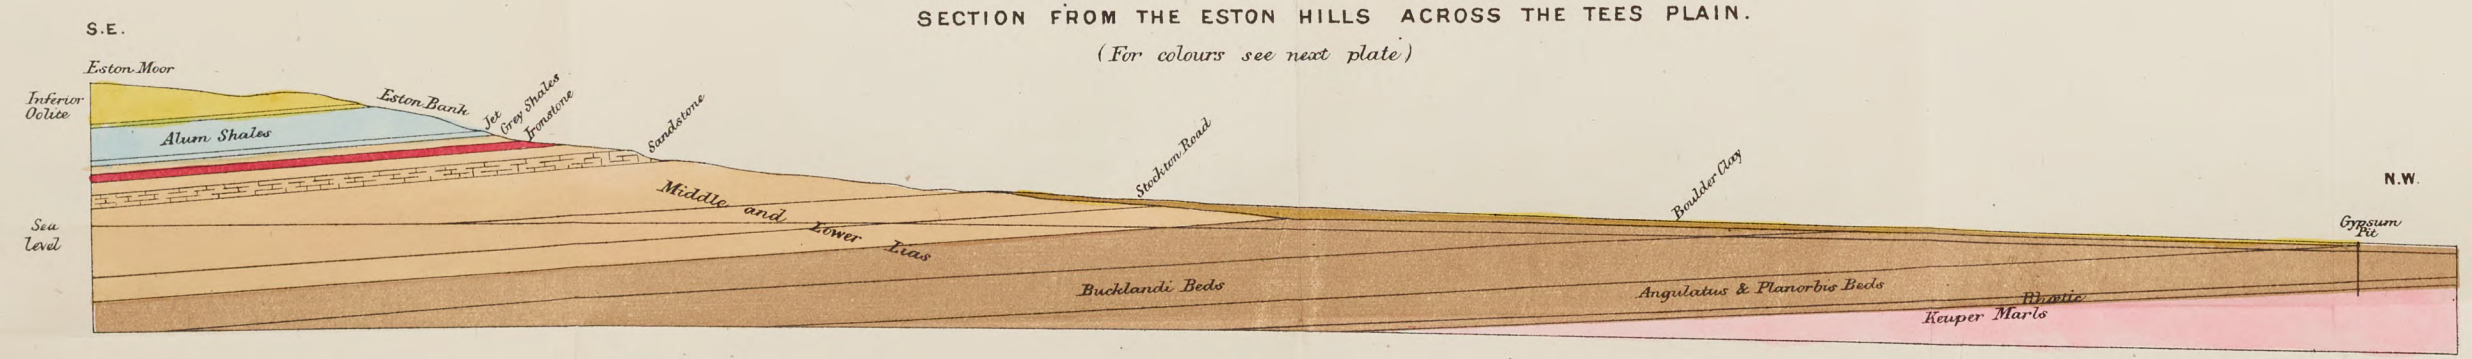 SECTION FROM THE ESTON HILLS ACROSS THE TEES PLAIN.
(For colours see next plate)
S.E.
Eston Moor
Inferior
Oolite
Eston Bank
Jet
Grey Shales
Ironstone
Sandstone
Alum Shales
Stockton Road
Boulder Clay
N.W.
Middle and Lower Lias
Sea
level
Gypsum
Pit
Bucklandi Beds
Angulatus & Planorbis Beds
Rhætic
Keuper Marls